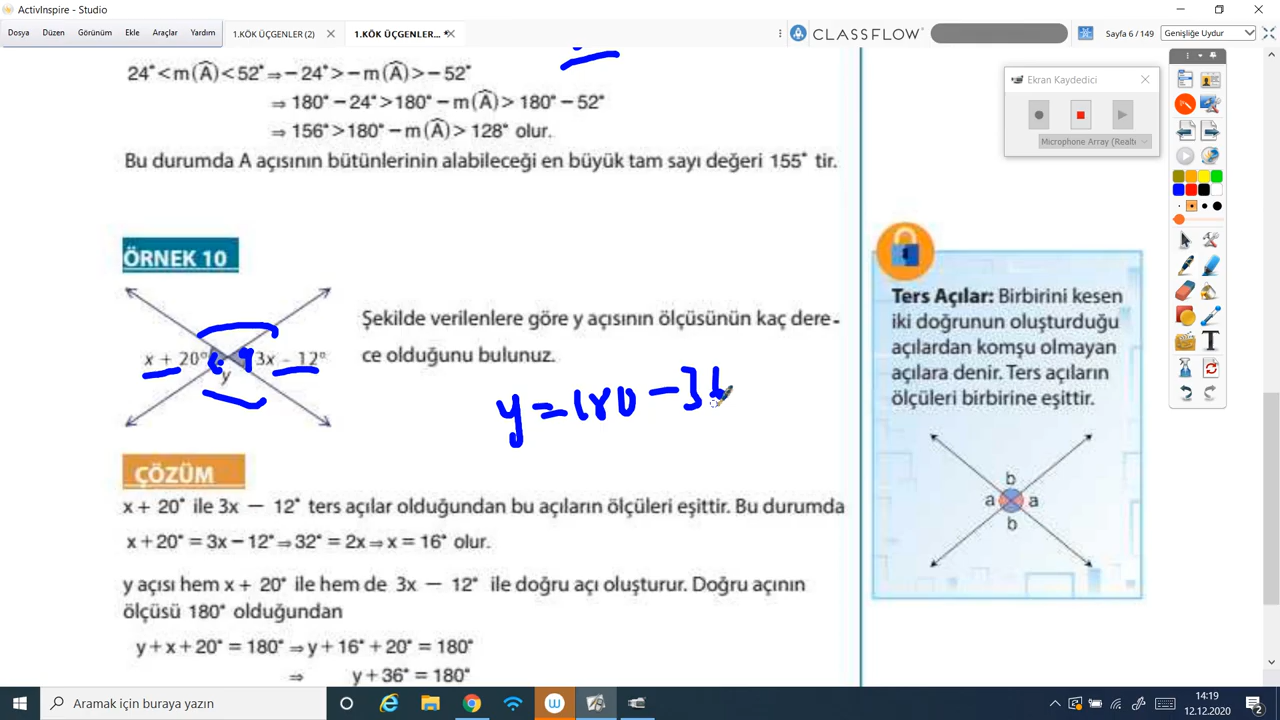 ActivInspire - Studio
Dosya Düzen Görünüm Ekle Araçlar Yardım
1.KÖK ÜÇGENLER (2)
1.KÖK ÜÇGENLER...*
CLASSFLOW
Sayfa 6 / 149
Genişliğe Uydur
Ekran Kaydedici
Microphone Array (Realt
24° < m(Â) < 52° ⇒ −24° > −m(Â) > −52°
⇒ 180° − 24° > 180° − m(Â) > 180° − 52°
⇒ 156° > 180° − m(Â) > 128° olur.
Bu durumda A açısının bütünlerinin alabileceği en büyük tam sayı değeri 155° tir.
ÖRNEK 10
x + 20°
3x − 12°
y
Şekilde verilenlere göre y açısının ölçüsünün kaç dere-
ce olduğunu bulunuz.
y = 180 − 36
ÇÖZÜM
x + 20° ile 3x − 12° ters açılar olduğundan bu açıların ölçüleri eşittir. Bu durumda
x + 20° = 3x − 12° ⇒ 32° = 2x ⇒ x = 16° olur.
y açısı hem x + 20° ile hem de 3x − 12° ile doğru açı oluşturur. Doğru açının
ölçüsü 180° olduğundan
y + x + 20° = 180° ⇒ y + 16° + 20° = 180°
⇒ y + 36° = 180°
Ters Açılar: Birbirini kesen
iki doğrunun oluşturduğu
açılardan komşu olmayan
açılara denir. Ters açıların
ölçüleri birbirine eşittir.
b
a a
b
T
Aramak için buraya yazın
W
14:19
12.12.2020
2